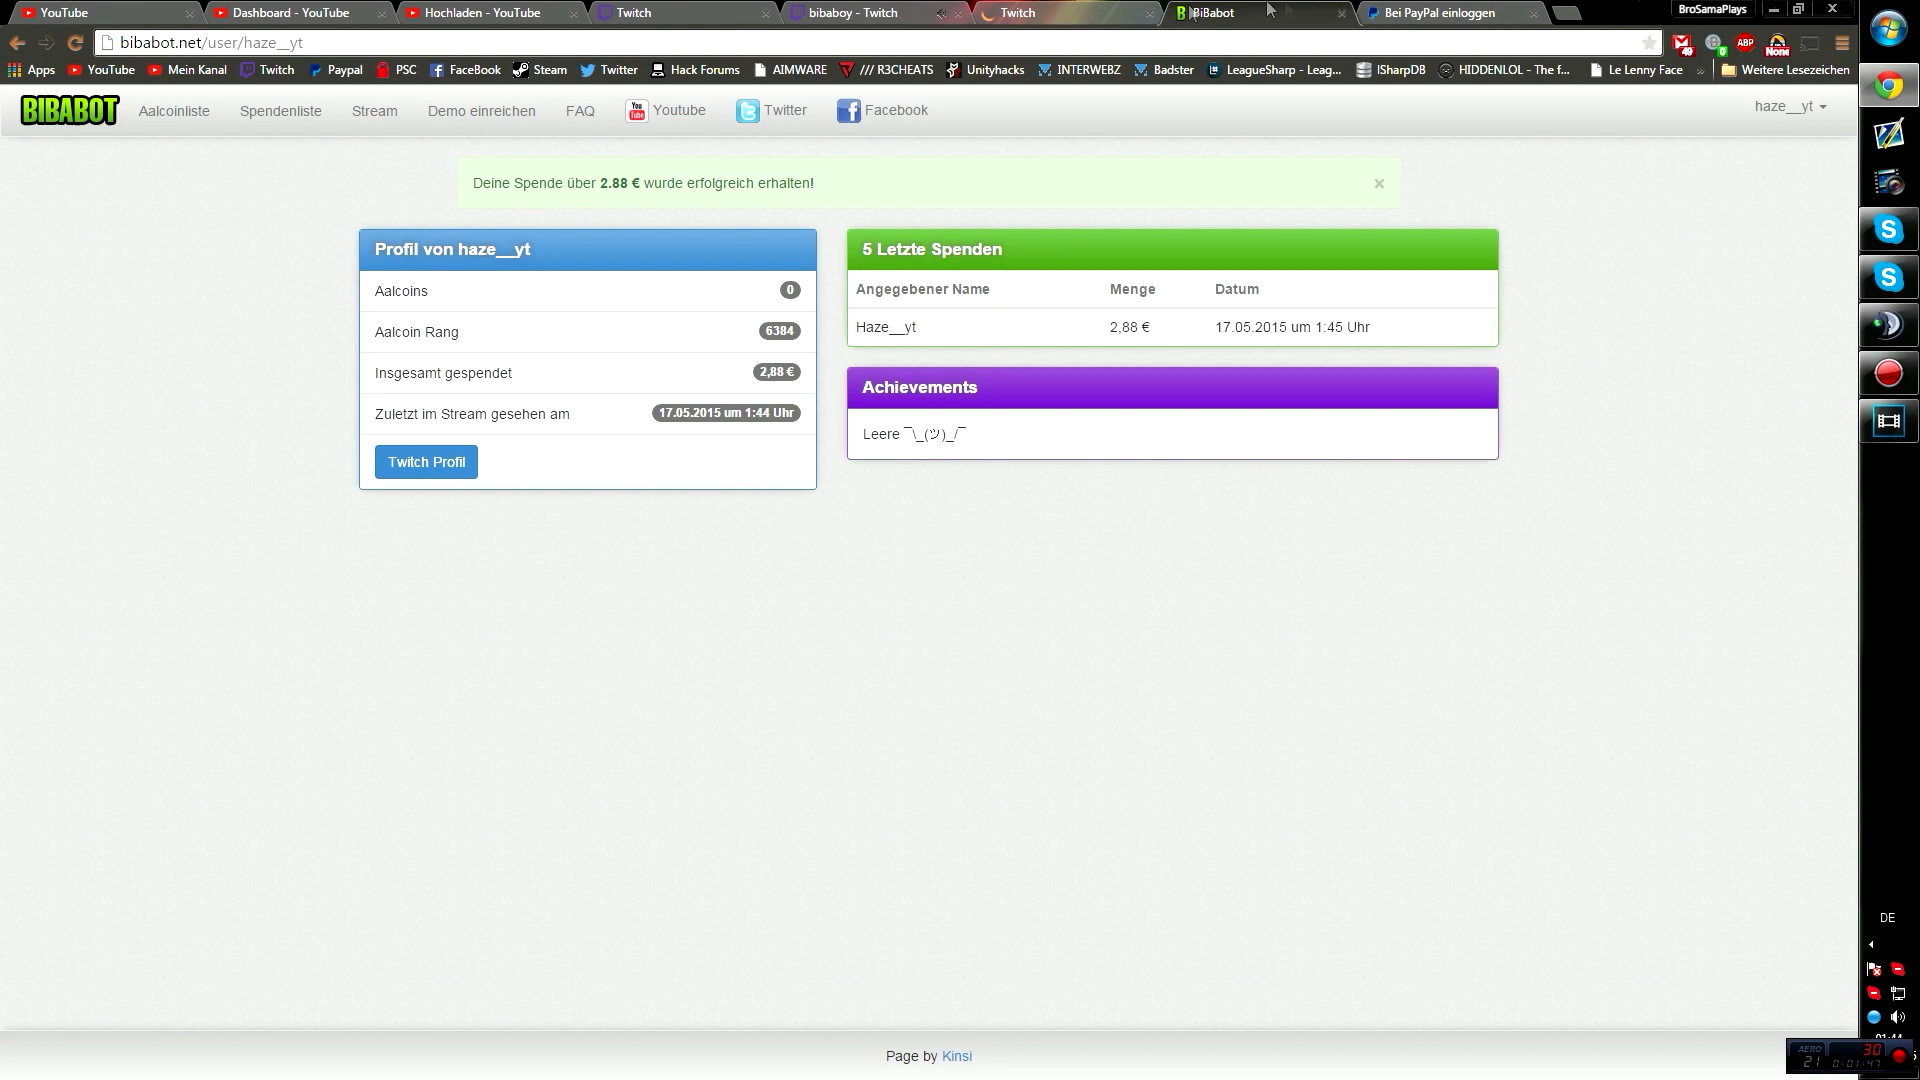 YouTube Dashboard - YouTube Hochladen - YouTube Twitch bibaboy - Twitch Twitch BiBabot Bei PayPal einloggen BroSamaPlays
bibabot.net/user/haze__yt
Apps YouTube Mein Kanal Twitch Paypal PSC FaceBook Steam Twitter Hack Forums AIMWARE /// R3CHEATS Unityhacks INTERWEBZ Badster LeagueSharp - Leag... ISharpDB HIDDENLOL - The f... Le Lenny Face » Weitere Lesezeichen
BIBABOT Aalcoinliste Spendenliste Stream Demo einreichen FAQ Youtube Twitter Facebook haze__yt
Deine Spende über 2.88 € wurde erfolgreich erhalten! ×
Profil von haze__yt
Aalcoins 0
Aalcoin Rang 6384
Insgesamt gespendet 2,88 €
Zuletzt im Stream gesehen am 17.05.2015 um 1:44 Uhr
Twitch Profil
5 Letzte Spenden
Angegebener Name Menge Datum
Haze__yt 2,88 € 17.05.2015 um 1:45 Uhr
Achievements
Leere ¯\_(ツ)_/¯
DE
Page by Kinsi
AERO 30
21 0:01:47